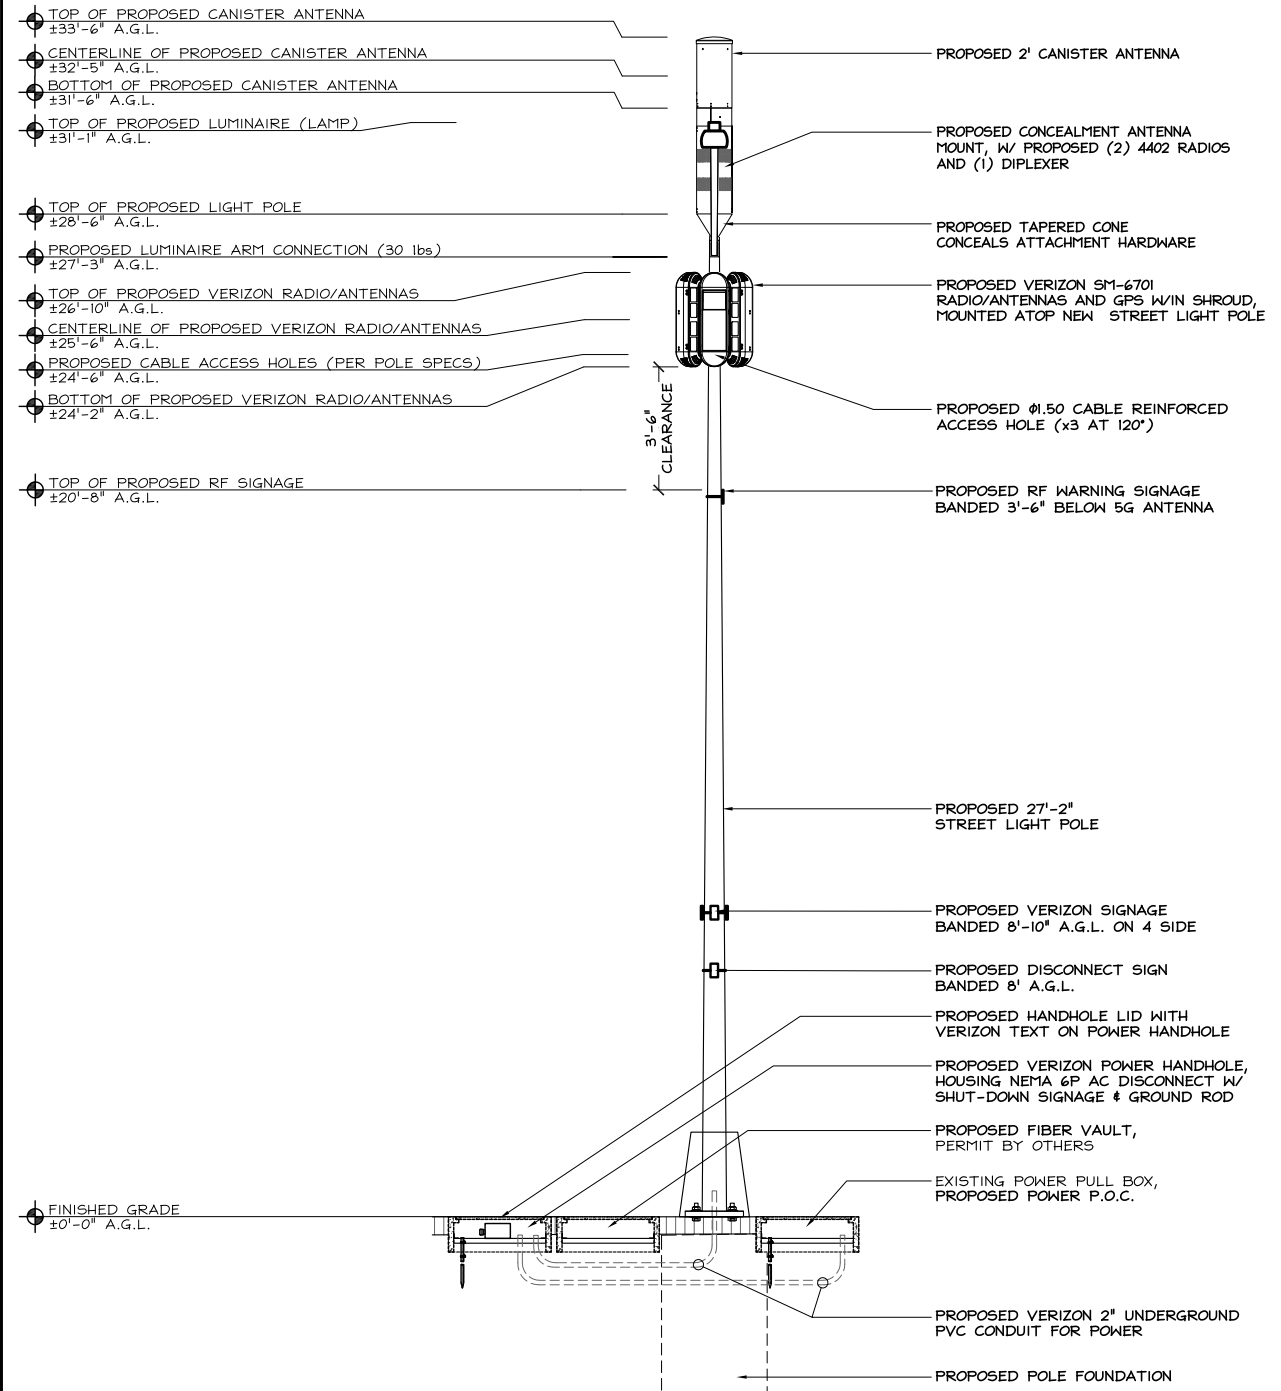 TOP OF PROPOSED CANISTER ANTENNA
±33'-6" A.G.L.
CENTERLINE OF PROPOSED CANISTER ANTENNA
±32'-5" A.G.L.
BOTTOM OF PROPOSED CANISTER ANTENNA
±31'-6" A.G.L.
TOP OF PROPOSED LUMINAIRE (LAMP)
±31'-1" A.G.L.
TOP OF PROPOSED LIGHT POLE
±28'-6" A.G.L.
PROPOSED LUMINAIRE ARM CONNECTION (30 lbs)
±27'-3" A.G.L.
TOP OF PROPOSED VERIZON RADIO/ANTENNAS
±26'-10" A.G.L.
CENTERLINE OF PROPOSED VERIZON RADIO/ANTENNAS
±25'-6" A.G.L.
PROPOSED CABLE ACCESS HOLES (PER POLE SPECS)
±24'-6" A.G.L.
BOTTOM OF PROPOSED VERIZON RADIO/ANTENNAS
±24'-2" A.G.L.
TOP OF PROPOSED RF SIGNAGE
±20'-8" A.G.L.
FINISHED GRADE
±0'-0" A.G.L.
3'-6"
CLEARANCE
PROPOSED 2' CANISTER ANTENNA
PROPOSED CONCEALMENT ANTENNA
MOUNT, W/ PROPOSED (2) 4402 RADIOS
AND (1) DIPLEXER
PROPOSED TAPERED CONE
CONCEALS ATTACHMENT HARDWARE
PROPOSED VERIZON SM-6701
RADIO/ANTENNAS AND GPS W/IN SHROUD,
MOUNTED ATOP NEW STREET LIGHT POLE
PROPOSED Ø1.50 CABLE REINFORCED
ACCESS HOLE (x3 AT 120°)
PROPOSED RF WARNING SIGNAGE
BANDED 3'-6" BELOW 5G ANTENNA
PROPOSED 27'-2"
STREET LIGHT POLE
PROPOSED VERIZON SIGNAGE
BANDED 8'-10" A.G.L. ON 4 SIDE
PROPOSED DISCONNECT SIGN
BANDED 8' A.G.L.
PROPOSED HANDHOLE LID WITH
VERIZON TEXT ON POWER HANDHOLE
PROPOSED VERIZON POWER HANDHOLE,
HOUSING NEMA 6P AC DISCONNECT W/
SHUT-DOWN SIGNAGE & GROUND ROD
PROPOSED FIBER VAULT,
PERMIT BY OTHERS
EXISTING POWER PULL BOX,
PROPOSED POWER P.O.C.
PROPOSED VERIZON 2" UNDERGROUND
PVC CONDUIT FOR POWER
PROPOSED POLE FOUNDATION